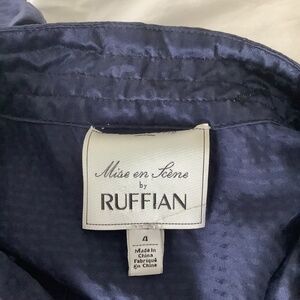 Mise en Scène
by
RUFFIAN
4
Made in
China
Fabriqué
en Chine